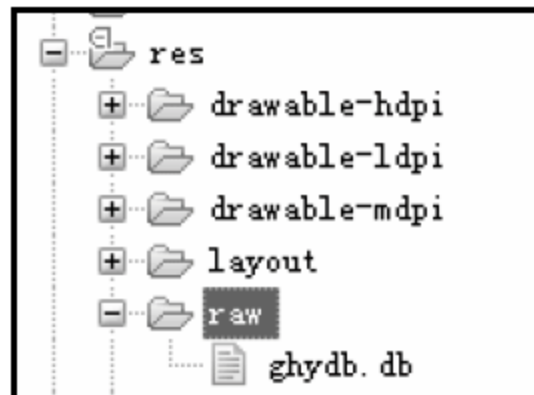 res
drawable-hdpi
drawable-ldpi
drawable-mdpi
layout
raw
ghydb.db